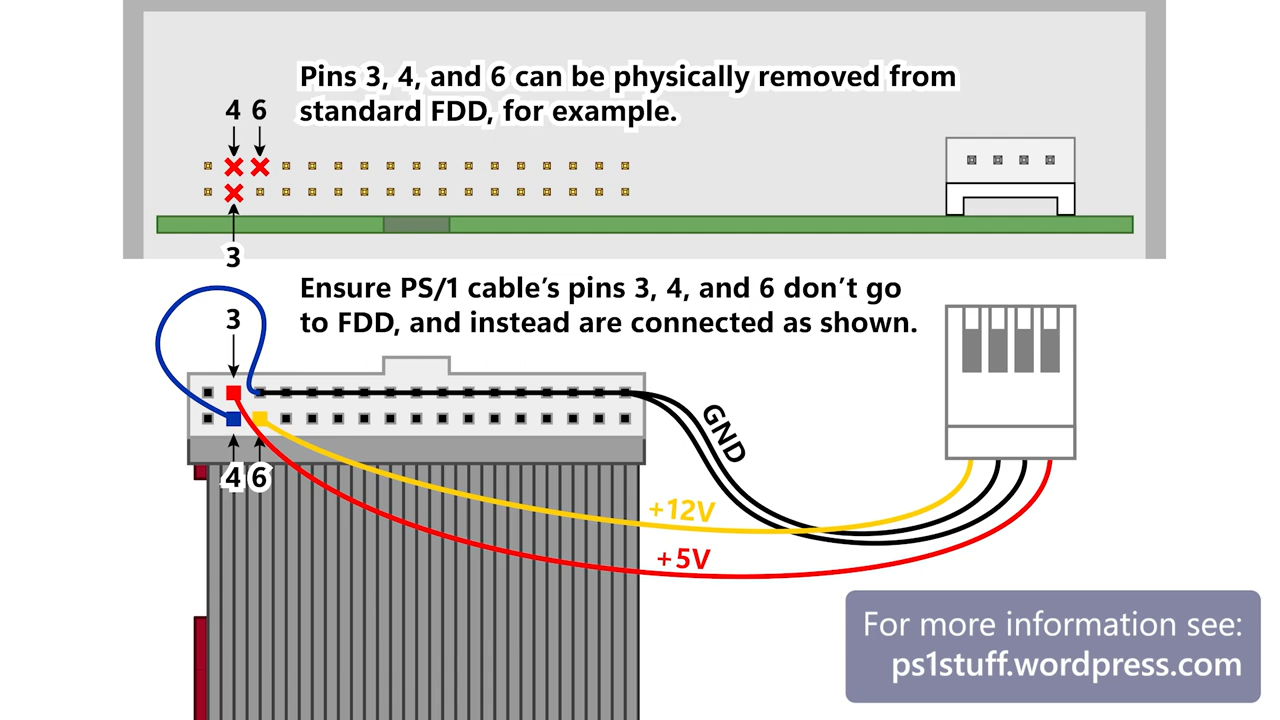 Pins 3, 4, and 6 can be physically removed from
standard FDD, for example.
4 6
3
Ensure PS/1 cable’s pins 3, 4, and 6 don’t go
to FDD, and instead are connected as shown.
3
GND
4 6
+12V
+5V
For more information see:
ps1stuff.wordpress.com